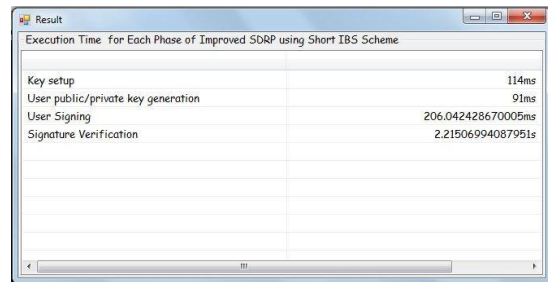 Result
Execution Time for Each Phase of Improved SDRP using Short IBS Scheme
Key setup 114ms
User public/private key generation 91ms
User Signing 206.042428670005ms
Signature Verification 2.21506994087951s